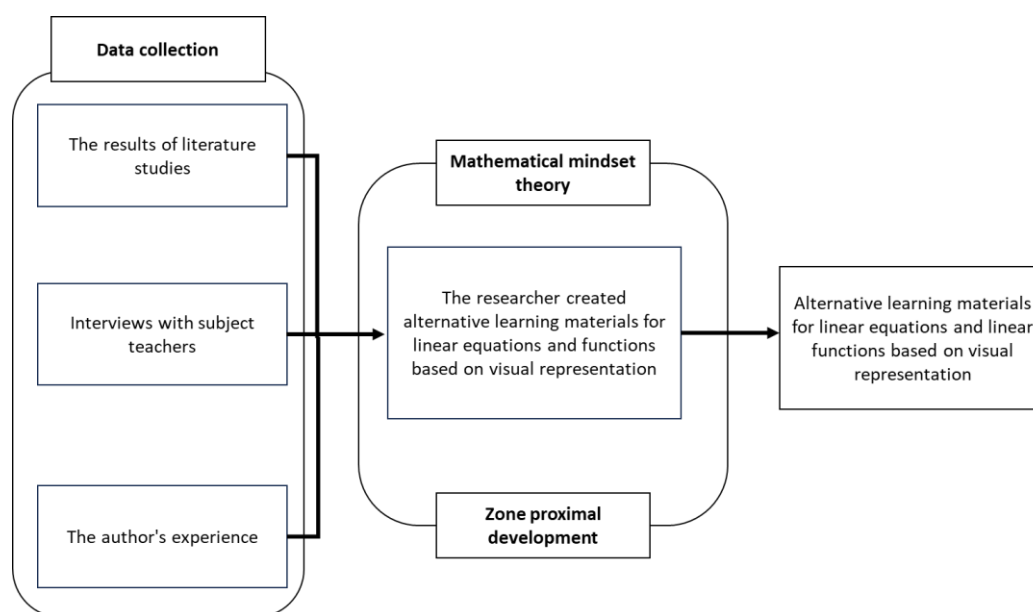 Data collection
The results of literature
studies
Interviews with subject
teachers
The author's experience
Mathematical mindset
theory
The researcher created
alternative learning materials for
linear equations and functions
based on visual representation
Zone proximal
development
Alternative learning materials
for linear equations and linear
functions based on visual
representation